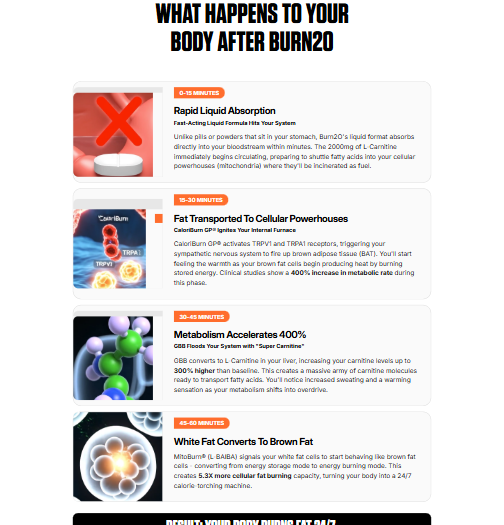 WHAT HAPPENS TO YOUR
BODY AFTER BURN20
0-15 MINUTES
Rapid Liquid Absorption
Fast-Acting Liquid Formula Hits Your System
Unlike pills or powders that sit in your stomach, Burn2O's liquid format absorbs
directly into your bloodstream within minutes. The 2000mg of L-Carnitine
immediately begins circulating, preparing to shuttle fatty acids into your cellular
powerhouses (mitochondria) where they'll be incinerated as fuel.
15-30 MINUTES
CaloriBurn
TRPA1
TRPV1
Fat Transported To Cellular Powerhouses
CaloriBurn GP® Ignites Your Internal Furnace
CaloriBurn GP® activates TRPV1 and TRPA1 receptors, triggering your
sympathetic nervous system to fire up brown adipose tissue (BAT). You'll start
feeling the warmth as your brown fat cells begin producing heat by burning
stored energy. Clinical studies show a 400% increase in metabolic rate during
this phase.
30-45 MINUTES
Metabolism Accelerates 400%
GBB Floods Your System with "Super Carnitine"
GBB converts to L-Carnitine in your liver, increasing your carnitine levels up to
300% higher than baseline. This creates a massive army of carnitine molecules
ready to transport fatty acids. You'll notice increased sweating and a warming
sensation as your metabolism shifts into overdrive.
45-60 MINUTES
White Fat Converts To Brown Fat
MitoBurn® (L-BAIBA) signals your white fat cells to start behaving like brown fat
cells - converting from energy storage mode to energy burning mode. This
creates 5.3X more cellular fat burning capacity, turning your body into a 24/7
calorie-torching machine.
RESULT: YOUR BODY BURNS FAT 24/7